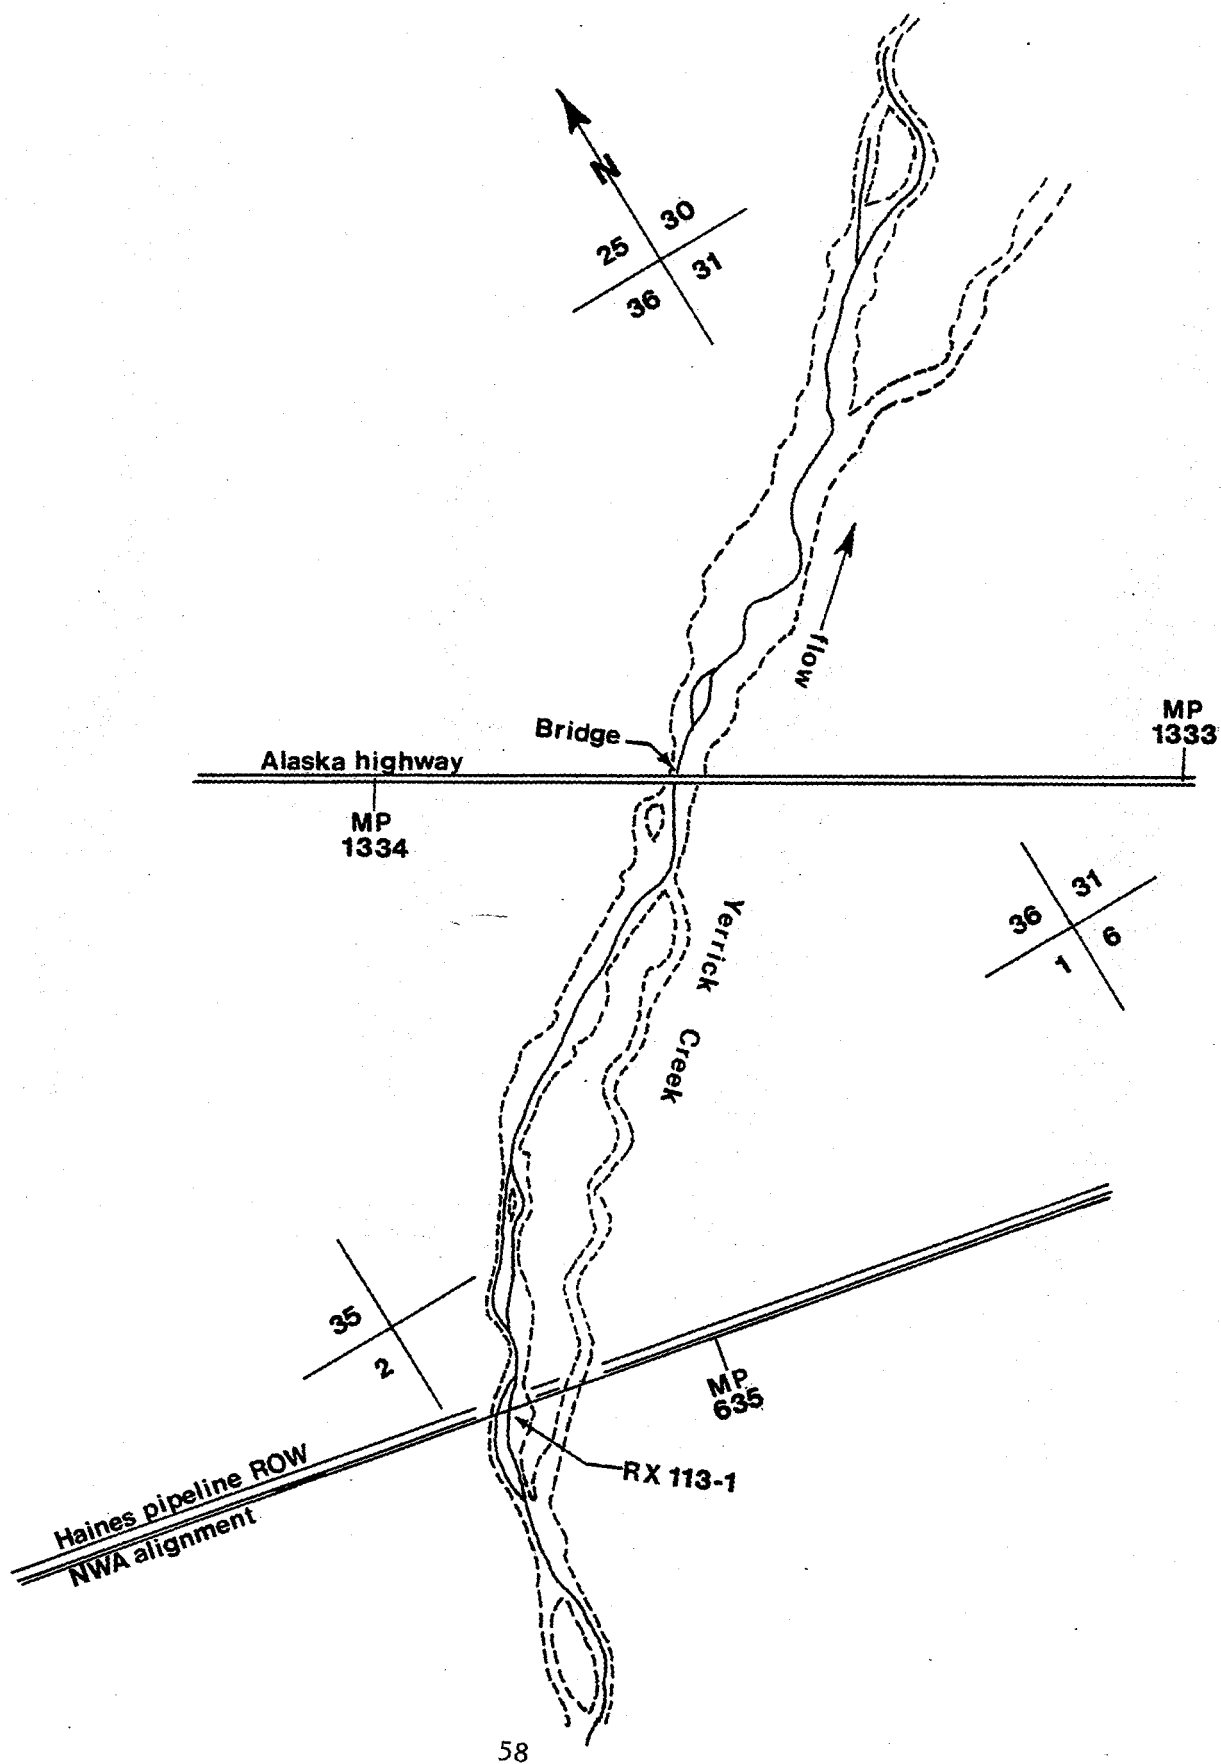 N
25 30
36 31
flow
Bridge
Alaska highway
MP
1333
MP
1334
Yerrick Creek
36 31
1 6
35
2
MP
635
RX 113-1
Haines pipeline ROW
NWA alignment
58